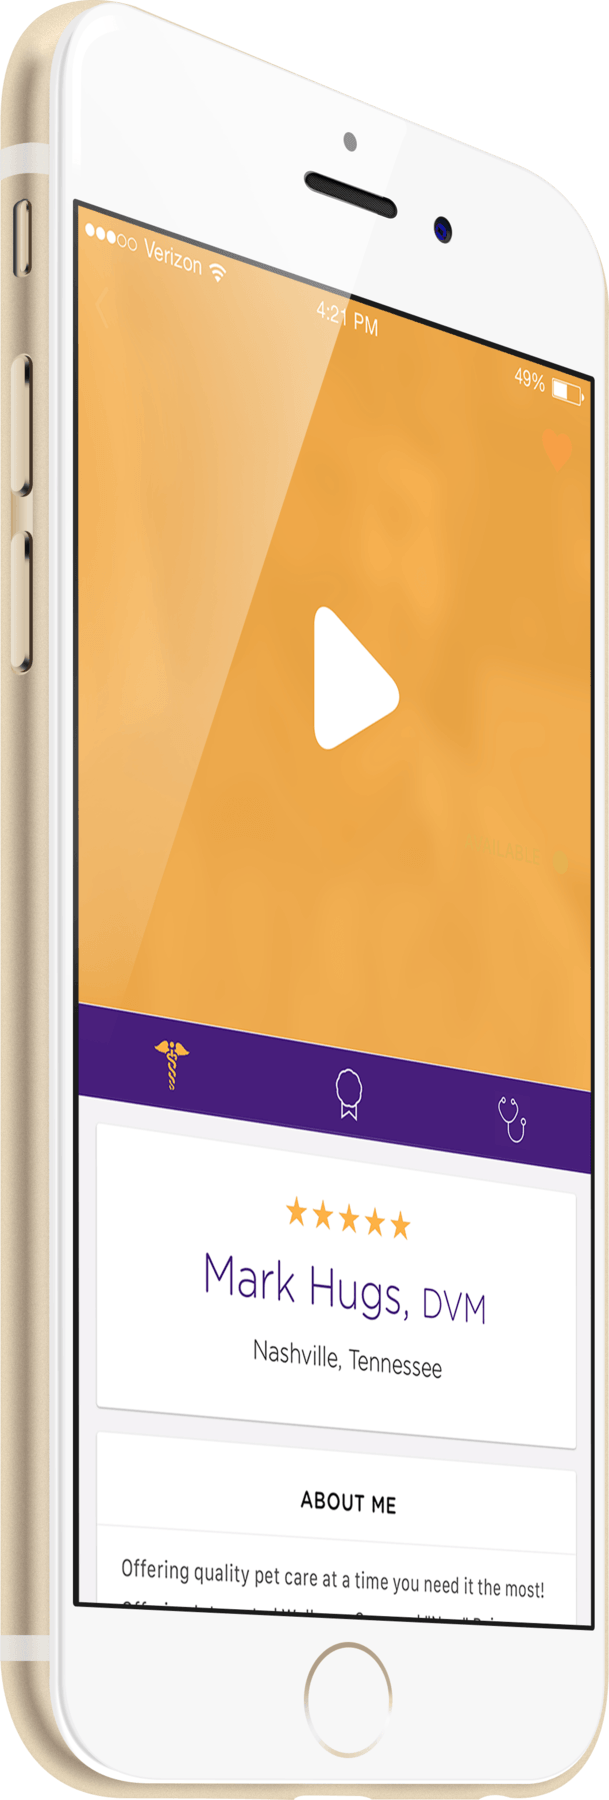 Verizon
4:21 PM
49%
Mark Hugs, DVM
Nashville, Tennessee
ABOUT ME
Offering quality pet care at a time you need it the most!